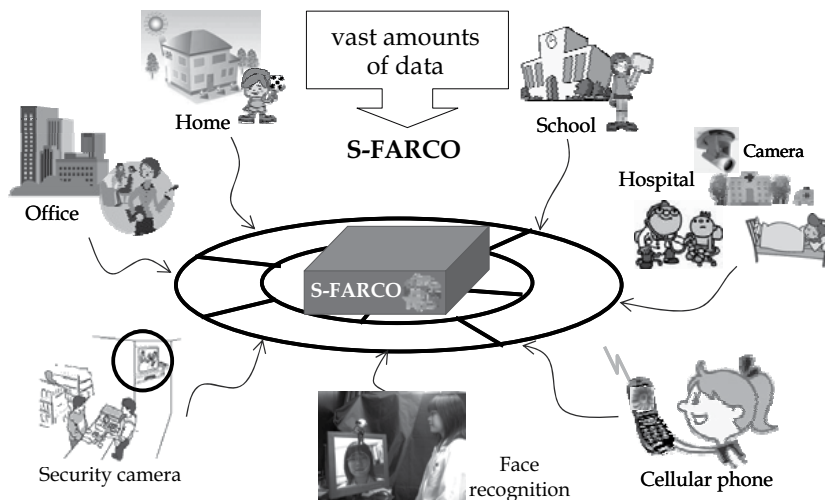 vast amounts
of data
Home
School
S-FARCO
Camera
Hospital
Office
S-FARCO
Security camera
Face
recognition
Cellular phone